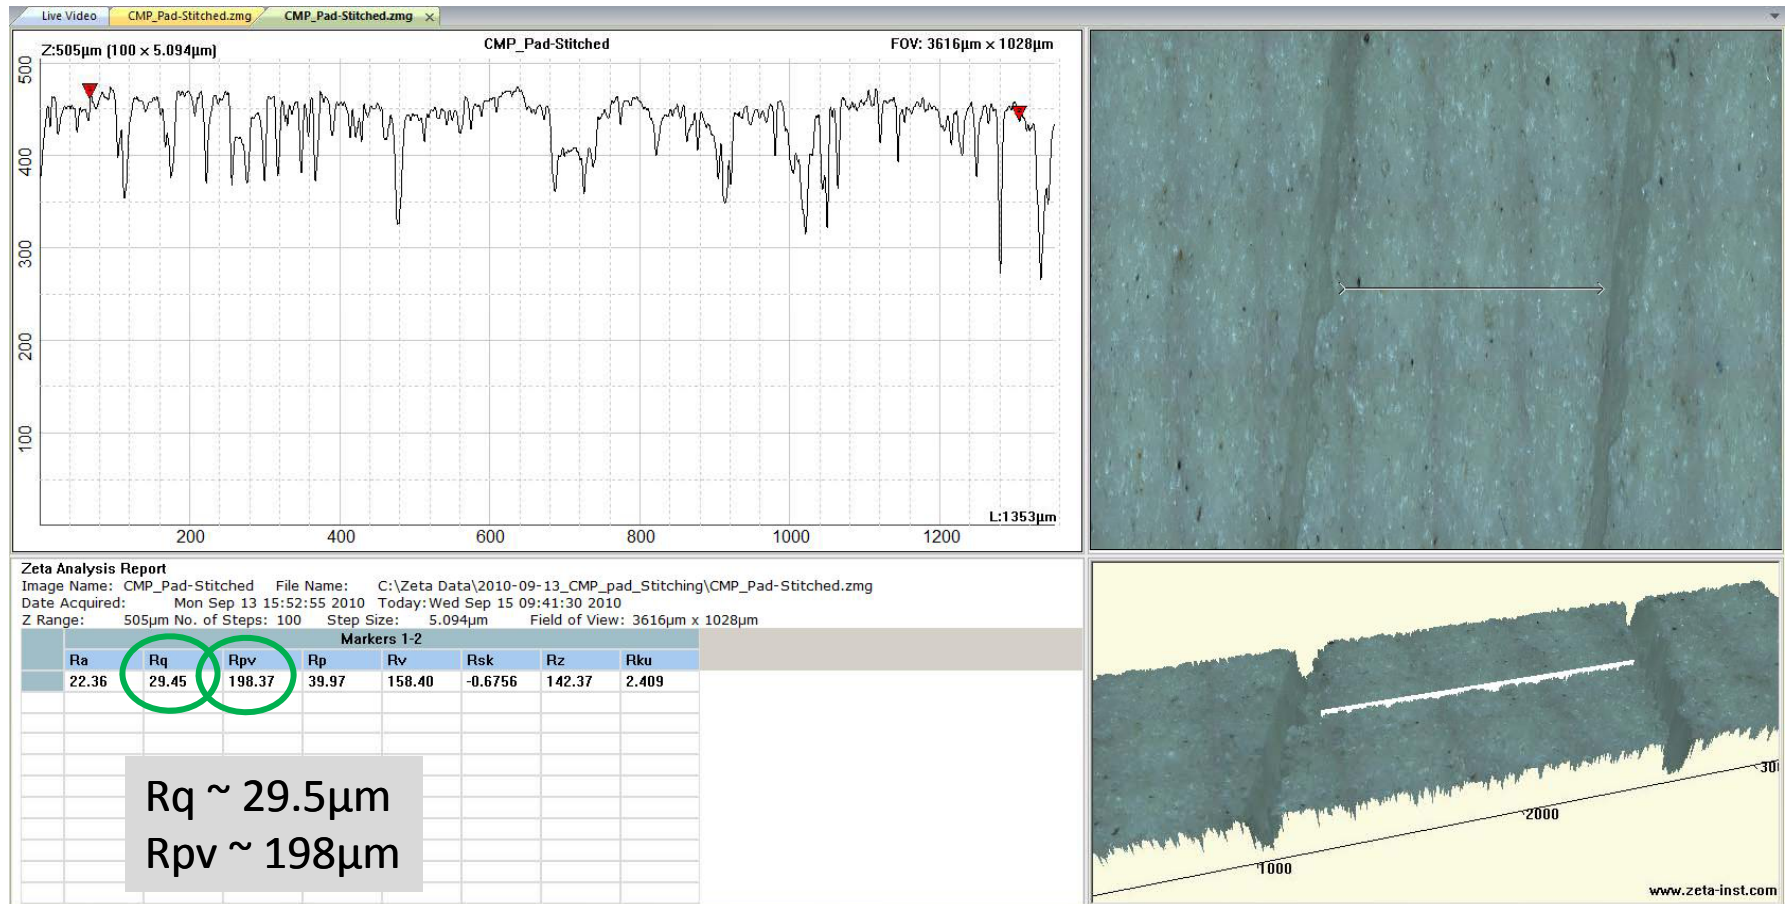 Live Video CMP_Pad-Stitched.zmg CMP_Pad-Stitched.zmg ×
Z:505µm (100 x 5.094µm) CMP_Pad-Stitched FOV: 3616µm x 1028µm
500
400
300
200
100
L:1353µm
200 400 600 800 1000 1200
Zeta Analysis Report
Image Name: CMP_Pad-Stitched File Name: C:\Zeta Data\2010-09-13_CMP_pad_Stitching\CMP_Pad-Stitched.zmg
Date Acquired: Mon Sep 13 15:52:55 2010 Today: Wed Sep 15 09:41:30 2010
Z Range: 505µm No. of Steps: 100 Step Size: 5.094µm Field of View: 3616µm x 1028µm
Markers 1-2
Ra Rq Rpv Rp Rv Rsk Rz Rku
22.36 29.45 198.37 39.97 158.40 -0.6756 142.37 2.409
Rq ~ 29.5µm
Rpv ~ 198µm
1000
2000
www.zeta-inst.com